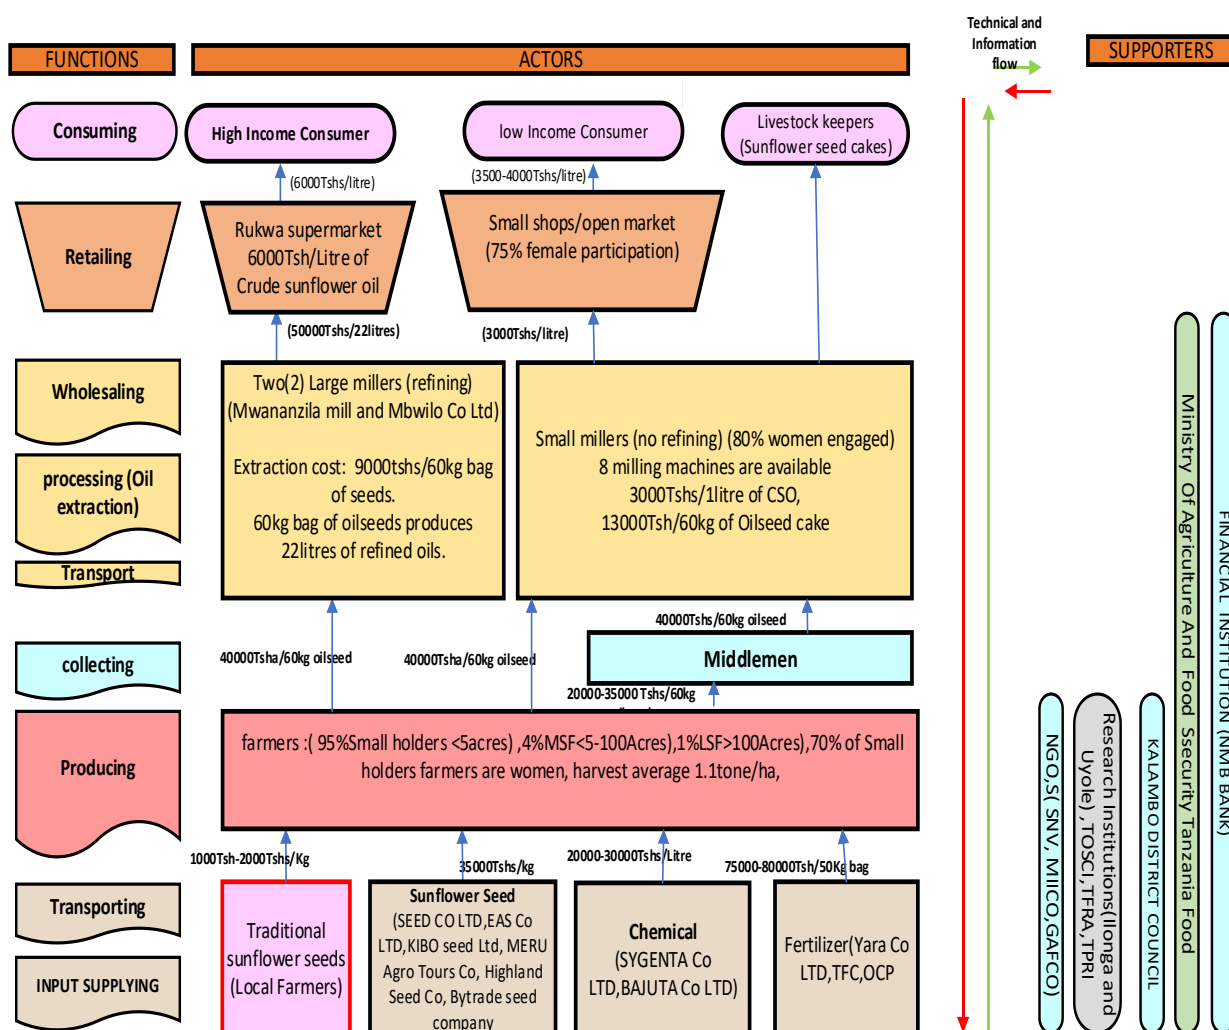 Technical and
Information
flow
FUNCTIONS
ACTORS
SUPPORTERS
Consuming
High Income Consumer
low Income Consumer
Livestock keepers
(Sunflower seed cakes)
(6000Tshs/litre)
(3500-4000Tshs/litre)
Retailing
Rukwa supermarket
6000Tsh/Litre of
Crude sunflower oil
Small shops/open market
(75% female participation)
(50000Tshs/22litres)
(3000Tshs/litre)
Wholesaling
processing (Oil
extraction)
Transport
Two(2) Large millers (refining)
(Mwananzila mill and Mbwilo Co Ltd)
Extraction cost: 9000tshs/60kg bag
of seeds.
60kg bag of oilseeds produces
22litres of refined oils.
Small millers (no refining) (80% women engaged)
8 milling machines are available
3000Tshs/1litre of CSO,
13000Tsh/60kg of Oilseed cake
40000Tshs/60kg oilseed
collecting
40000Tsha/60kg oilseed
40000Tsha/60kg oilseed
Middlemen
20000-35000 Tshs/60kg
Producing
farmers :( 95%Small holders <5acres) ,4%MSF<5-100Acres),1%LSF>100Acres),70% of Small
holders farmers are women, harvest average 1.1tone/ha,
1000Tsh-2000Tshs/Kg
35000Tshs/kg
20000-30000Tshs/Litre
75000-80000Tsh/50Kg bag
Transporting
INPUT SUPPLYING
Traditional
sunflower seeds
(Local Farmers)
Sunflower Seed
(SEED CO LTD,EAS Co
LTD,KIBO seed Ltd, MERU
Agro Tours Co, Highland
Seed Co, Bytrade seed
company
Chemical
(SYGENTA Co
LTD,BAJUTA Co LTD)
Fertilizer(Yara Co
LTD,TFC,OCP
NGO,S( SNV, MIICO,GAFCO)
Research Institutions(Ilonga and
Uyole) ,TOSCI,TFRA,TPRI
KALAMBO DISTRICT COUNCIL
Ministry Of Agriculture And Food Ssecurity Tanzania Food
FINANCIAL INSTITUTION (NMB BANK)